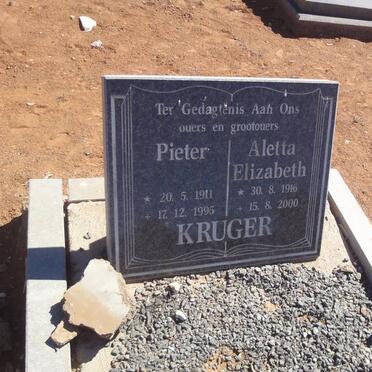 Ter Gedagtenis Aan Ons
ouers en grootouers
Pieter
★ 20. 5. 1911
+ 17. 12. 1995
Aletta
Elizabeth
★ 30. 8. 1916
+ 15. 8. 2000
KRUGER